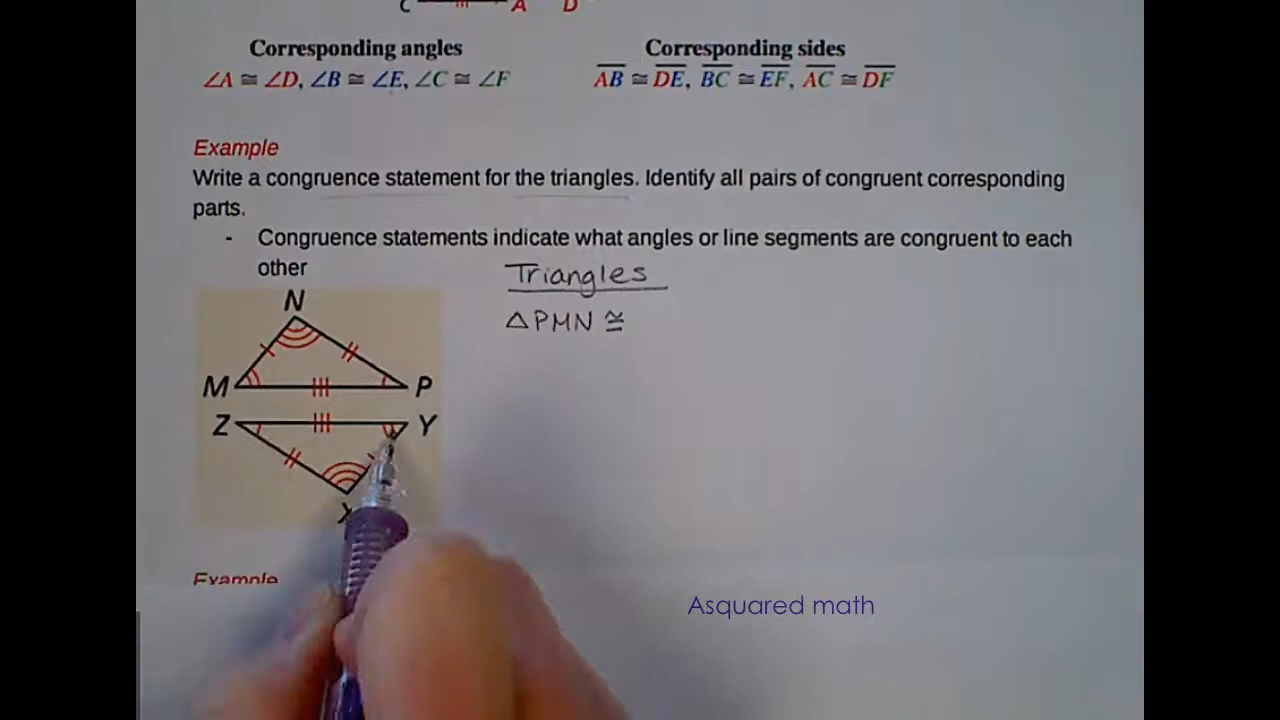 C A D
Corresponding angles Corresponding sides
∠A ≅ ∠D, ∠B ≅ ∠E, ∠C ≅ ∠F AB ≅ DE, BC ≅ EF, AC ≅ DF
Example
Write a congruence statement for the triangles. Identify all pairs of congruent corresponding
parts.
- Congruence statements indicate what angles or line segments are congruent to each
other
Triangles
△PMN ≅
N
M P
Z Y
X
Example
Asquared math